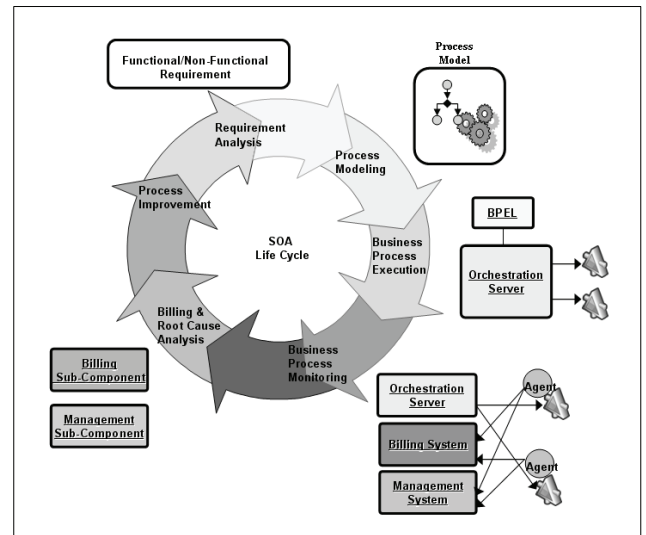 Functional/Non-Functional
Requirement
Process
Model
Requirement
Analysis
Process
Modeling
Process
Improvement
BPEL
SOA
Life Cycle
Business
Process
Execution
Orchestration
Server
Billing &
Root Cause
Analysis
Business
Process
Monitoring
Billing
Sub-Component
Management
Sub-Component
Orchestration
Server
Agent
Billing System
Agent
Management
System